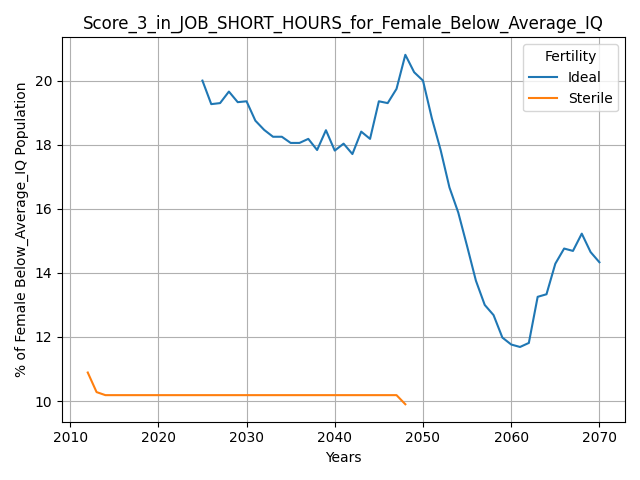 Score_3_in_JOB_SHORT_HOURS_for_Female_Below_Average_IQ
% of Female Below_Average_IQ Population
20
18
16
14
12
10
Fertility
Ideal
Sterile
2010 2020 2030 2040 2050 2060 2070
Years